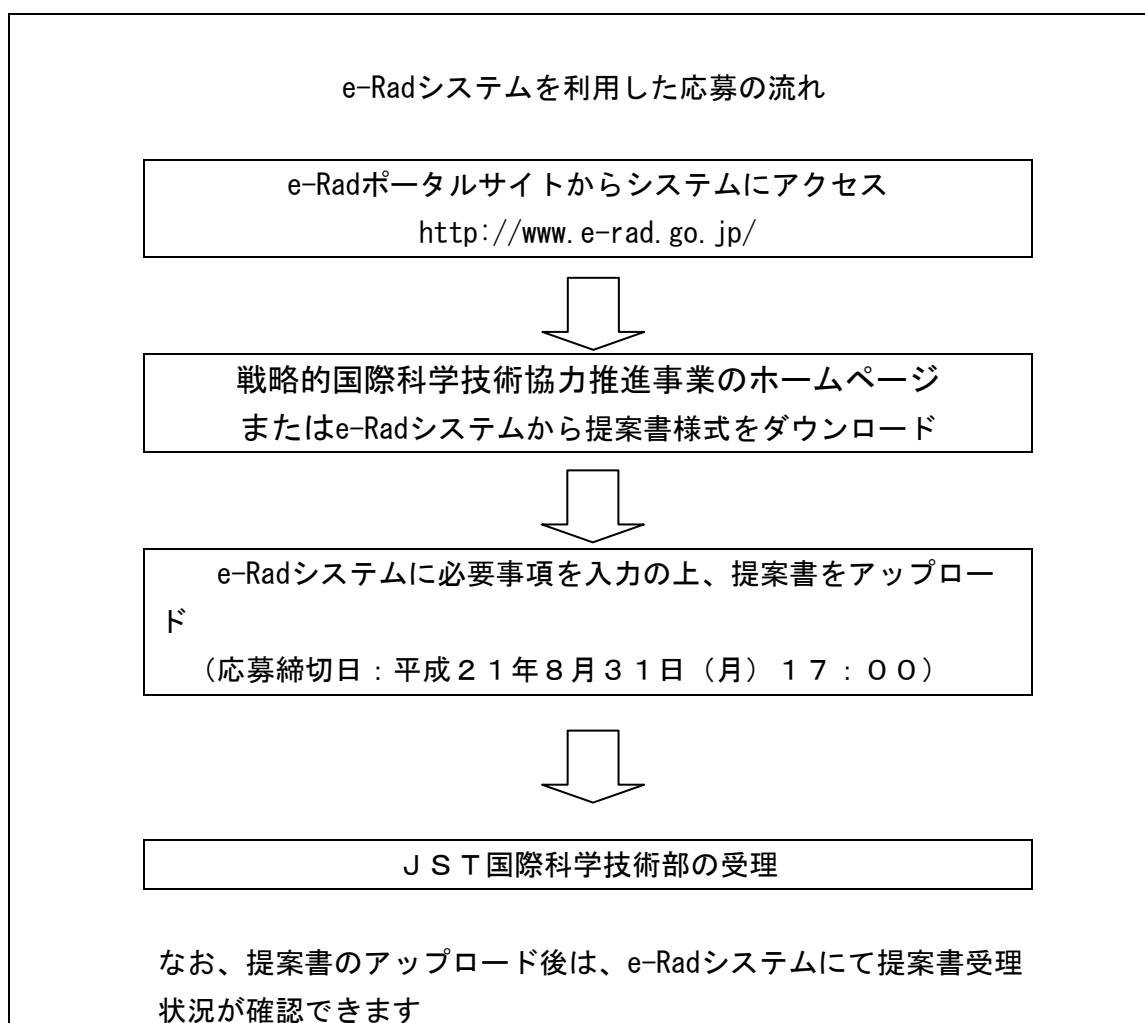 e-Radシステムを利用した応募の流れ
e-Radポータルサイトからシステムにアクセス
http://www.e-rad.go.jp/
戦略的国際科学技術協力推進事業のホームページ
またはe-Radシステムから提案書様式をダウンロード
e-Radシステムに必要事項を入力の上、提案書をアップロー
ド
（応募締切日：平成２１年８月３１日（月）１７：００）
ＪＳＴ国際科学技術部の受理
なお、提案書のアップロード後は、e-Radシステムにて提案書受理
状況が確認できます